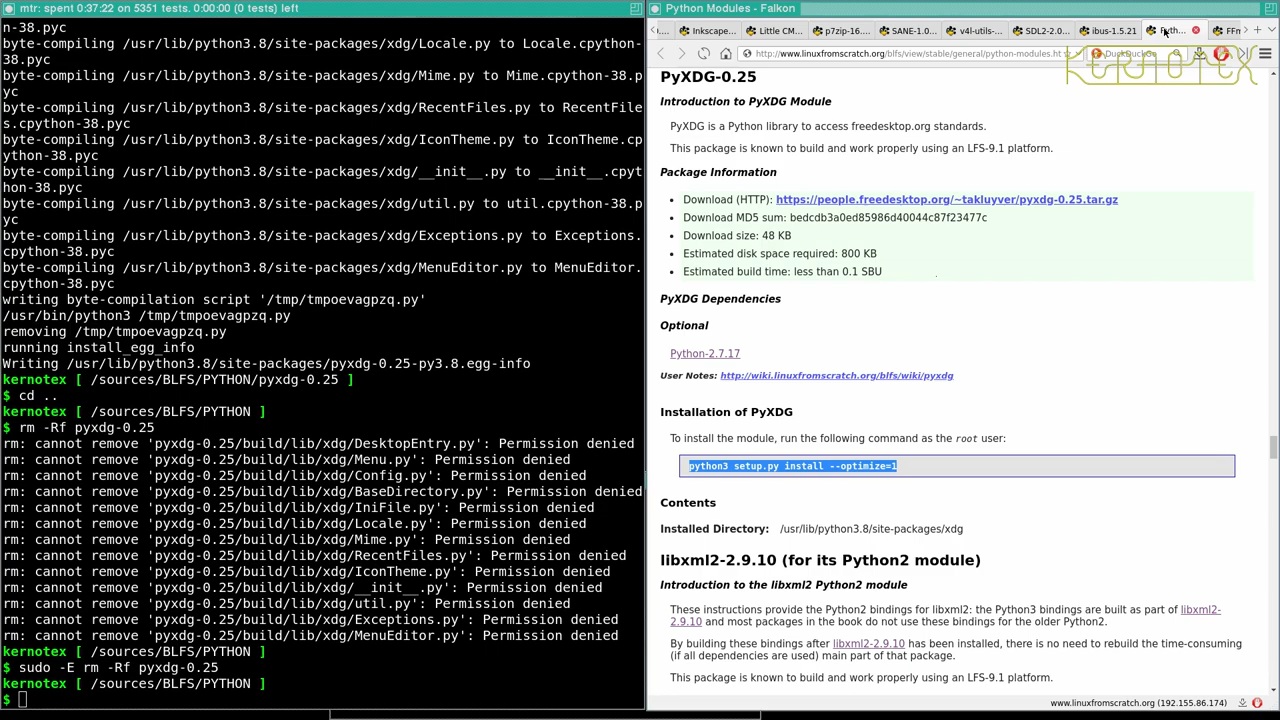 mtr: spent 0:37:22 on 5351 tests. 0:00:00 (0 tests) left
n-38.pyc
byte-compiling /usr/lib/python3.8/site-packages/xdg/Locale.py to Locale.cpython-
38.pyc
byte-compiling /usr/lib/python3.8/site-packages/xdg/Mime.py to Mime.cpython-38.p
yc
byte-compiling /usr/lib/python3.8/site-packages/xdg/RecentFiles.py to RecentFile
s.cpython-38.pyc
byte-compiling /usr/lib/python3.8/site-packages/xdg/IconTheme.py to IconTheme.cp
ython-38.pyc
byte-compiling /usr/lib/python3.8/site-packages/xdg/__init__.py to __init__.cpyt
hon-38.pyc
byte-compiling /usr/lib/python3.8/site-packages/xdg/util.py to util.cpython-38.p
yc
byte-compiling /usr/lib/python3.8/site-packages/xdg/Exceptions.py to Exceptions.
cpython-38.pyc
byte-compiling /usr/lib/python3.8/site-packages/xdg/MenuEditor.py to MenuEditor.
cpython-38.pyc
writing byte-compilation script '/tmp/tmpoevagpzq.py'
/usr/bin/python3 /tmp/tmpoevagpzq.py
removing /tmp/tmpoevagpzq.py
running install_egg_info
Writing /usr/lib/python3.8/site-packages/pyxdg-0.25-py3.8.egg-info
kernotex [ /sources/BLFS/PYTHON/pyxdg-0.25 ]
$ cd ..
kernotex [ /sources/BLFS/PYTHON ]
$ rm -Rf pyxdg-0.25
rm: cannot remove 'pyxdg-0.25/build/lib/xdg/DesktopEntry.py': Permission denied
rm: cannot remove 'pyxdg-0.25/build/lib/xdg/Menu.py': Permission denied
rm: cannot remove 'pyxdg-0.25/build/lib/xdg/Config.py': Permission denied
rm: cannot remove 'pyxdg-0.25/build/lib/xdg/BaseDirectory.py': Permission denied
rm: cannot remove 'pyxdg-0.25/build/lib/xdg/IniFile.py': Permission denied
rm: cannot remove 'pyxdg-0.25/build/lib/xdg/Locale.py': Permission denied
rm: cannot remove 'pyxdg-0.25/build/lib/xdg/Mime.py': Permission denied
rm: cannot remove 'pyxdg-0.25/build/lib/xdg/RecentFiles.py': Permission denied
rm: cannot remove 'pyxdg-0.25/build/lib/xdg/IconTheme.py': Permission denied
rm: cannot remove 'pyxdg-0.25/build/lib/xdg/__init__.py': Permission denied
rm: cannot remove 'pyxdg-0.25/build/lib/xdg/util.py': Permission denied
rm: cannot remove 'pyxdg-0.25/build/lib/xdg/Exceptions.py': Permission denied
rm: cannot remove 'pyxdg-0.25/build/lib/xdg/MenuEditor.py': Permission denied
kernotex [ /sources/BLFS/PYTHON ]
$ sudo -E rm -Rf pyxdg-0.25
kernotex [ /sources/BLFS/PYTHON ]
$
Python Modules - Falkon
Inkscape... Little CM... p7zip-16.... SANE-1.0... v4l-utils-... SDL2-2.0.... ibus-1.5.21 Pyth... FFm
http://www.linuxfromscratch.org/blfs/view/stable/general/python-modules.ht DuckDuckGo
KERNOTEX
PyXDG-0.25
Introduction to PyXDG Module
PyXDG is a Python library to access freedesktop.org standards.
This package is known to build and work properly using an LFS-9.1 platform.
Package Information
• Download (HTTP): https://people.freedesktop.org/~takluyver/pyxdg-0.25.tar.gz
• Download MD5 sum: bedcdb3a0ed85986d40044c87f23477c
• Download size: 48 KB
• Estimated disk space required: 800 KB
• Estimated build time: less than 0.1 SBU
PyXDG Dependencies
Optional
Python-2.7.17
User Notes: http://wiki.linuxfromscratch.org/blfs/wiki/pyxdg
Installation of PyXDG
To install the module, run the following command as the root user:
python3 setup.py install --optimize=1
Contents
Installed Directory: /usr/lib/python3.8/site-packages/xdg
libxml2-2.9.10 (for its Python2 module)
Introduction to the libxml2 Python2 module
These instructions provide the Python2 bindings for libxml2: the Python3 bindings are built as part of libxml2-
2.9.10 and most packages in the book do not use these bindings for the older Python2.
By building these bindings after libxml2-2.9.10 has been installed, there is no need to rebuild the time-consuming
(if all dependencies are used) main part of that package.
This package is known to build and work properly using an LFS-9.1 platform.
www.linuxfromscratch.org (192.155.86.174)